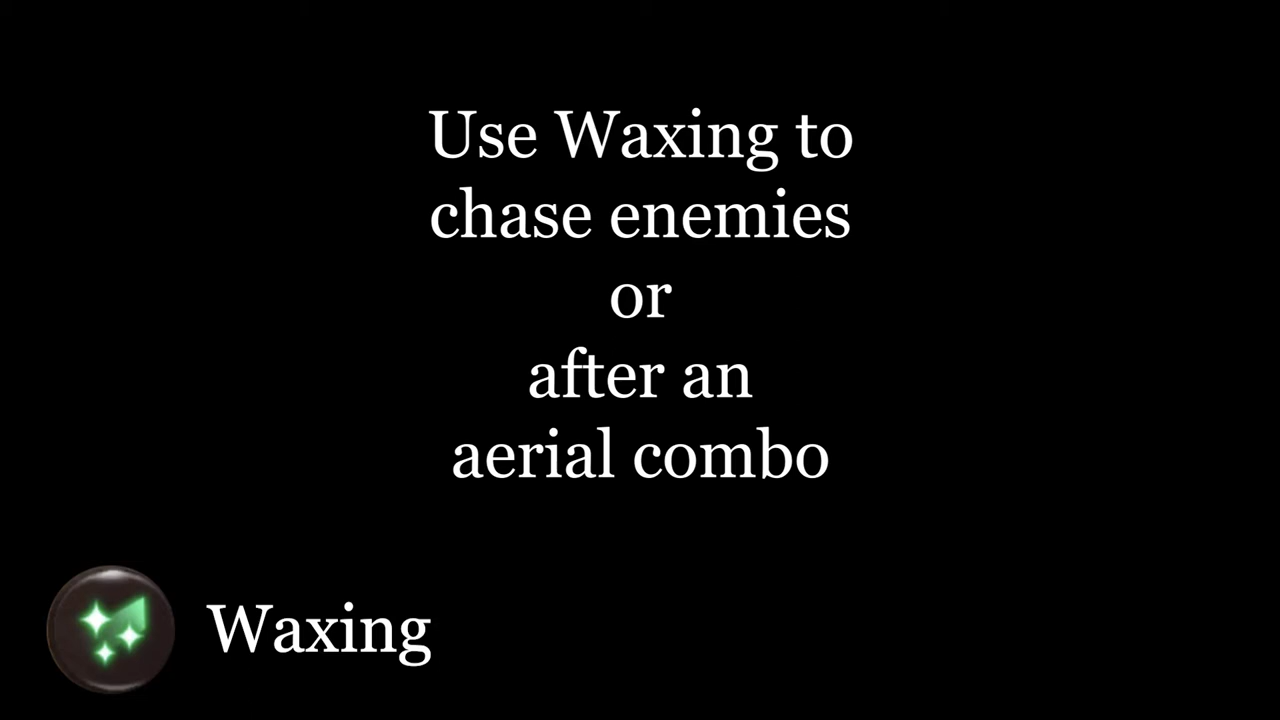 Use Waxing to
chase enemies
or
after an
aerial combo
Waxing